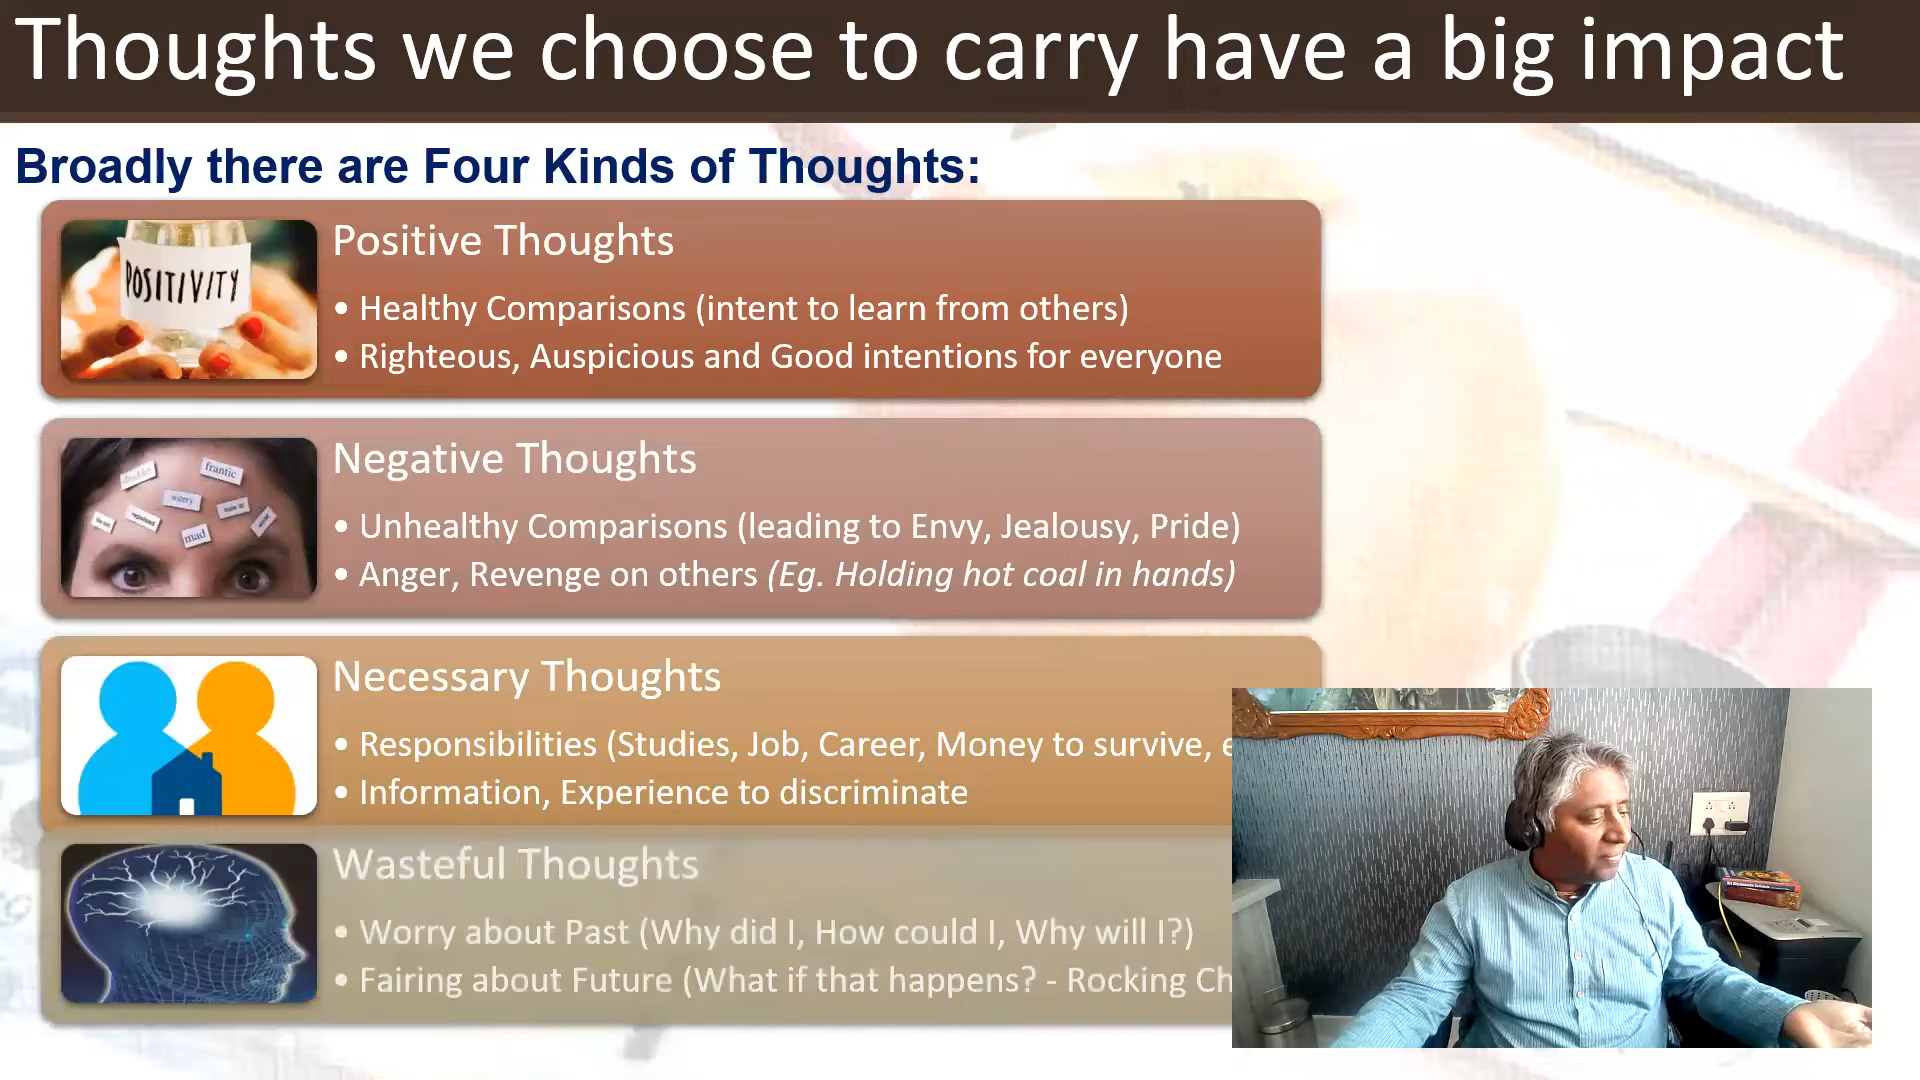 Thoughts we choose to carry have a big impact
Broadly there are Four Kinds of Thoughts:
POSITIVITY
Positive Thoughts
• Healthy Comparisons (intent to learn from others)
• Righteous, Auspicious and Good intentions for everyone
frantic
worry
mad
Negative Thoughts
• Unhealthy Comparisons (leading to Envy, Jealousy, Pride)
• Anger, Revenge on others (Eg. Holding hot coal in hands)
Necessary Thoughts
• Responsibilities (Studies, Job, Career, Money to survive,
• Information, Experience to discriminate
Wasteful Thoughts
• Worry about Past (Why did I, How could I, Why will I?)
• Fairing about Future (What if that happens? - Rocking